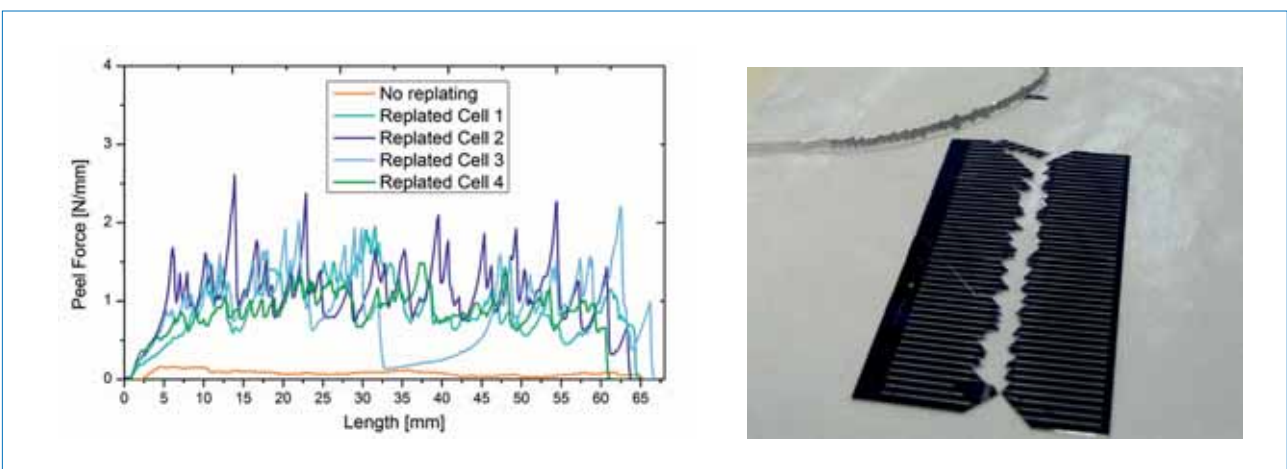 4
3
2
1
0
Peel Force [N/mm]
No replating
Replated Cell 1
Replated Cell 2
Replated Cell 3
Replated Cell 4
0 5 10 15 20 25 30 35 40 45 50 55 60 65
Length [mm]